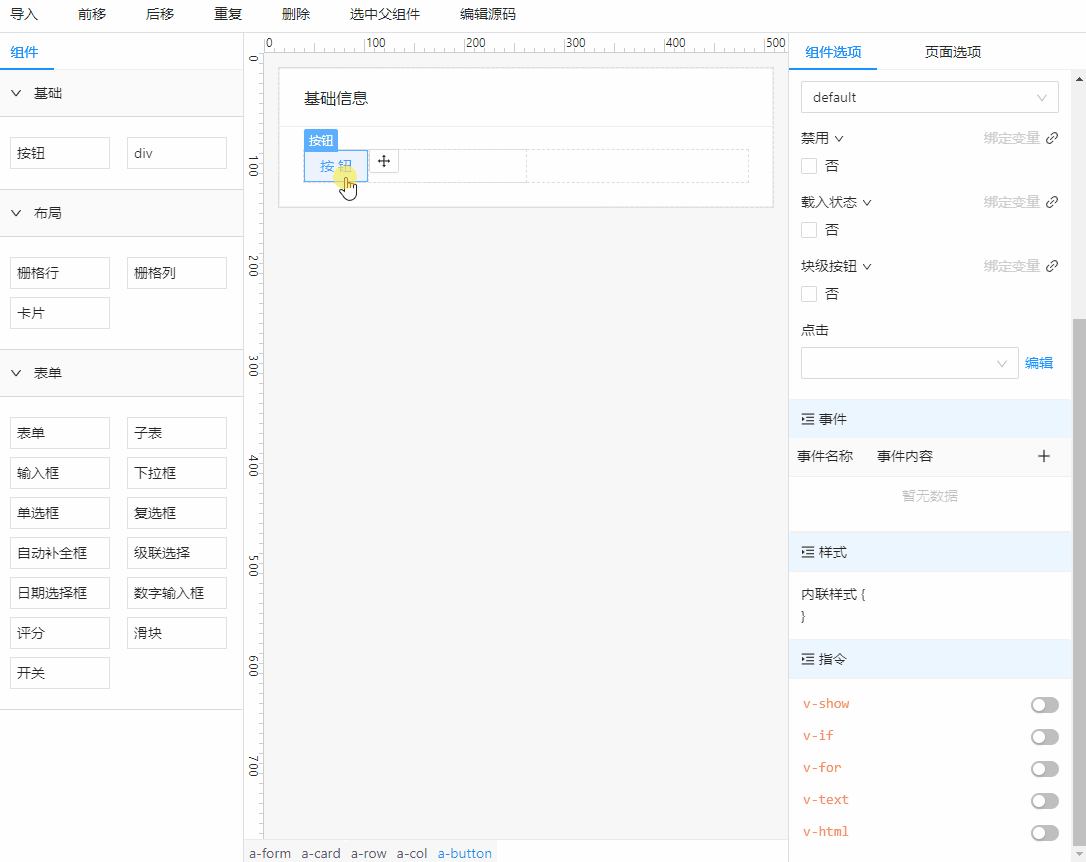 导入 前移 后移 重复 删除 选中父组件 编辑源码
组件
基础
按钮 div
布局
栅格行 栅格列
卡片
表单
表单 子表
输入框 下拉框
单选框 复选框
自动补全框 级联选择
日期选择框 数字输入框
评分 滑块
开关
0 100 200 300 400 500
0
100
200
300
400
500
600
700
基础信息
按钮
按 钮
a-form a-card a-row a-col a-button
组件选项 页面选项
default
禁用 绑定变量
否
载入状态 绑定变量
否
块级按钮 绑定变量
否
点击
编辑
事件
事件名称 事件内容 +
暂无数据
样式
内联样式 {
}
指令
v-show
v-if
v-for
v-text
v-html